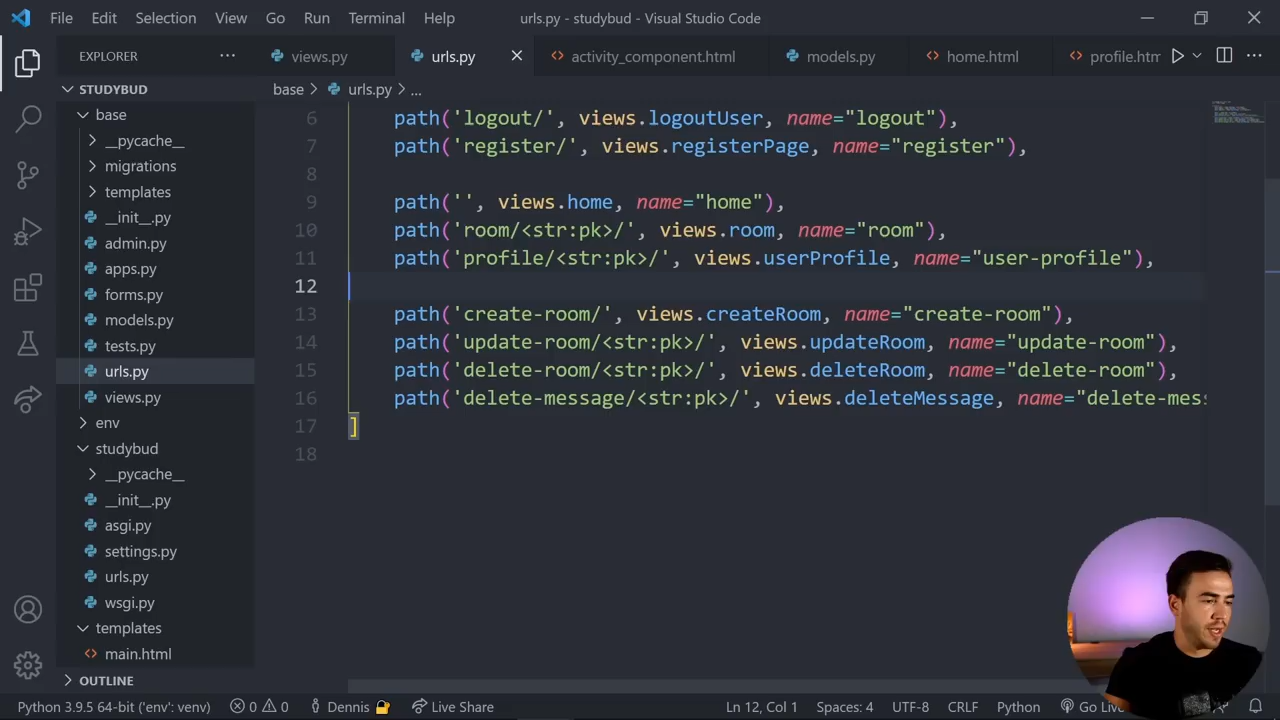 File Edit Selection View Go Run Terminal Help urls.py - studybud - Visual Studio Code
EXPLORER ··· views.py urls.py activity_component.html models.py home.html profile.htm ···
STUDYBUD base > urls.py > ...
base
__pycache__
migrations
templates
__init__.py
admin.py
apps.py
forms.py
models.py
tests.py
urls.py
views.py
env
studybud
__pycache__
__init__.py
asgi.py
settings.py
urls.py
wsgi.py
templates
main.html
OUTLINE
6 path('logout/', views.logoutUser, name="logout"),
7 path('register/', views.registerPage, name="register"),
8
9 path('', views.home, name="home"),
10 path('room/<str:pk>/', views.room, name="room"),
11 path('profile/<str:pk>/', views.userProfile, name="user-profile"),
12
13 path('create-room/', views.createRoom, name="create-room"),
14 path('update-room/<str:pk>/', views.updateRoom, name="update-room"),
15 path('delete-room/<str:pk>/', views.deleteRoom, name="delete-room"),
16 path('delete-message/<str:pk>/', views.deleteMessage, name="delete-mess
17 ]
18
Python 3.9.5 64-bit ('env': venv) 0 0 Dennis Live Share Ln 12, Col 1 Spaces: 4 UTF-8 CRLF Python Go Live